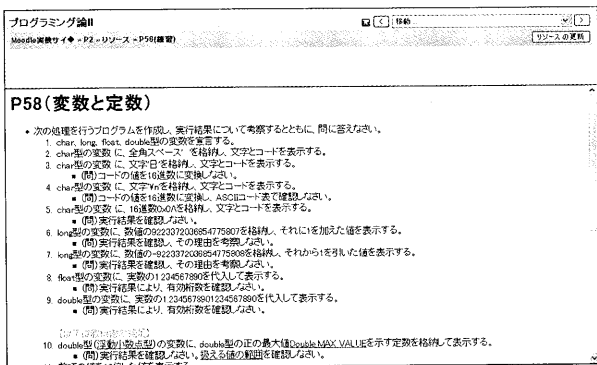 プログラミング論II
移動
Moodle実験サイト » P2 » リソース » P58(練習)
リソースの更新
P58(変数と定数)
• 次の処理を行うプログラムを作成し、実行結果について考察するとともに、問に答えなさい。
1. char, long, float, double型の変数を宣言する。
2. char型の変数 に、全角スペース' 'を格納し、文字とコードを表示する。
3. char型の変数 に、文字'日'を格納し、文字とコードを表示する。
■ (問)コードの値を16進数に変換しなさい。
4. char型の変数 に、文字'¥n'を格納し、文字とコードを表示する。
■ (問)コードの値を16進数に変換し、ASCIIコード表で確認しなさい。
5. char型の変数 に、16進数0x0Aを格納し、文字とコードを表示する。
■ (問)実行結果を確認しなさい。
6. long型の変数に、数値の9223372036854775807を格納し、それに1を加えた値を表示する。
■ (問)実行結果を確認し、その理由を考察しなさい。
7. long型の変数に、数値の-9223372036854775808を格納し、それから1を引いた値を表示する。
■ (問)実行結果を確認し、その理由を考察しなさい。
8. float型の変数に、実数の1.234567890を代入して表示する。
■ (問)実行結果により、有効桁数を確認しなさい。
9. double型の変数に、実数の1.2345678901234567890を代入して表示する。
■ (問)実行結果により、有効桁数を確認しなさい。
10. double型(浮動小数点型)の変数に、double型の正の最大値Double.MAX_VALUEを示す定数を格納して表示する。
■ (問)実行結果を確認しなさい。扱える値の範囲を確認しなさい。